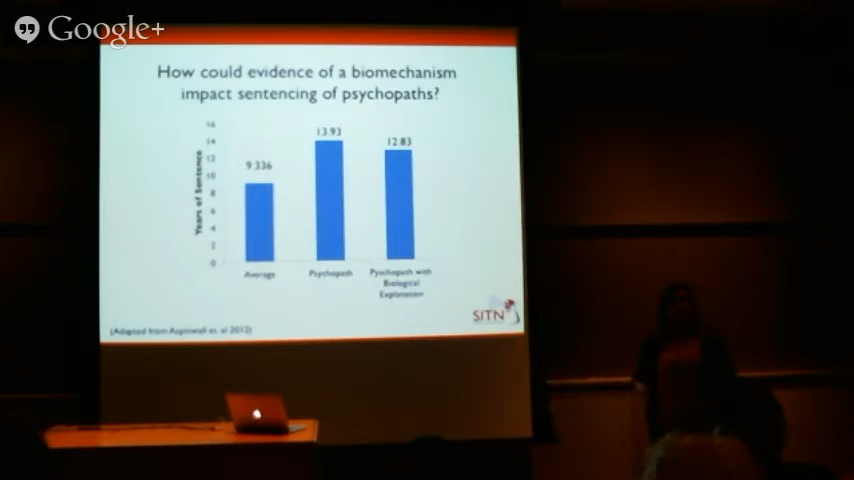 Google+
How could evidence of a biomechanism
impact sentencing of psychopaths?
16
14
12
10
8
6
4
2
0
Years of Sentence
9.336
13.93
12.83
Average
Psychopath
Psychopath with
Biological
Explanation
(Adapted from Aspinwall et. al 2012)
SITN